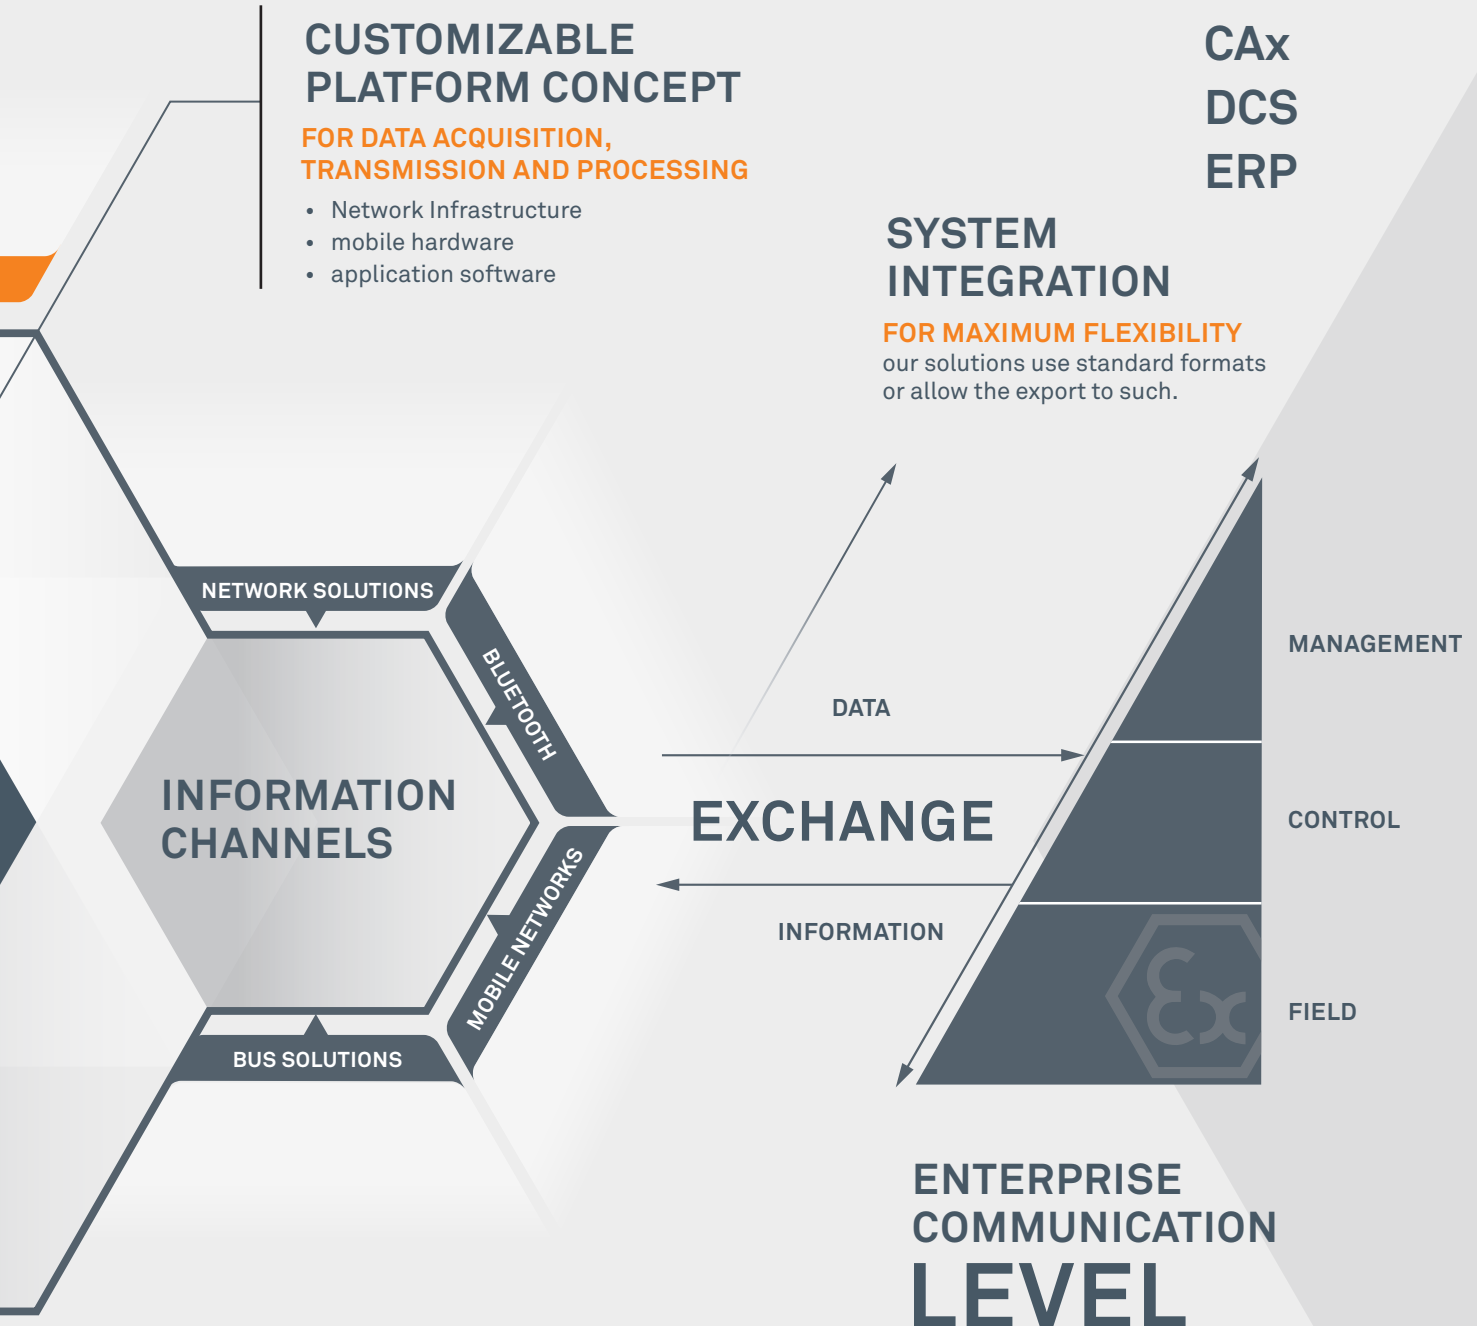 CUSTOMIZABLE
PLATFORM CONCEPT
FOR DATA ACQUISITION,
TRANSMISSION AND PROCESSING
• Network Infrastructure
• mobile hardware
• application software
CAx
DCS
ERP
SYSTEM
INTEGRATION
FOR MAXIMUM FLEXIBILITY
our solutions use standard formats
or allow the export to such.
NETWORK SOLUTIONS
BLUETOOTH
INFORMATION
CHANNELS
MOBILE NETWORKS
BUS SOLUTIONS
DATA
EXCHANGE
INFORMATION
MANAGEMENT
CONTROL
FIELD
Ex
ENTERPRISE
COMMUNICATION
LEVEL